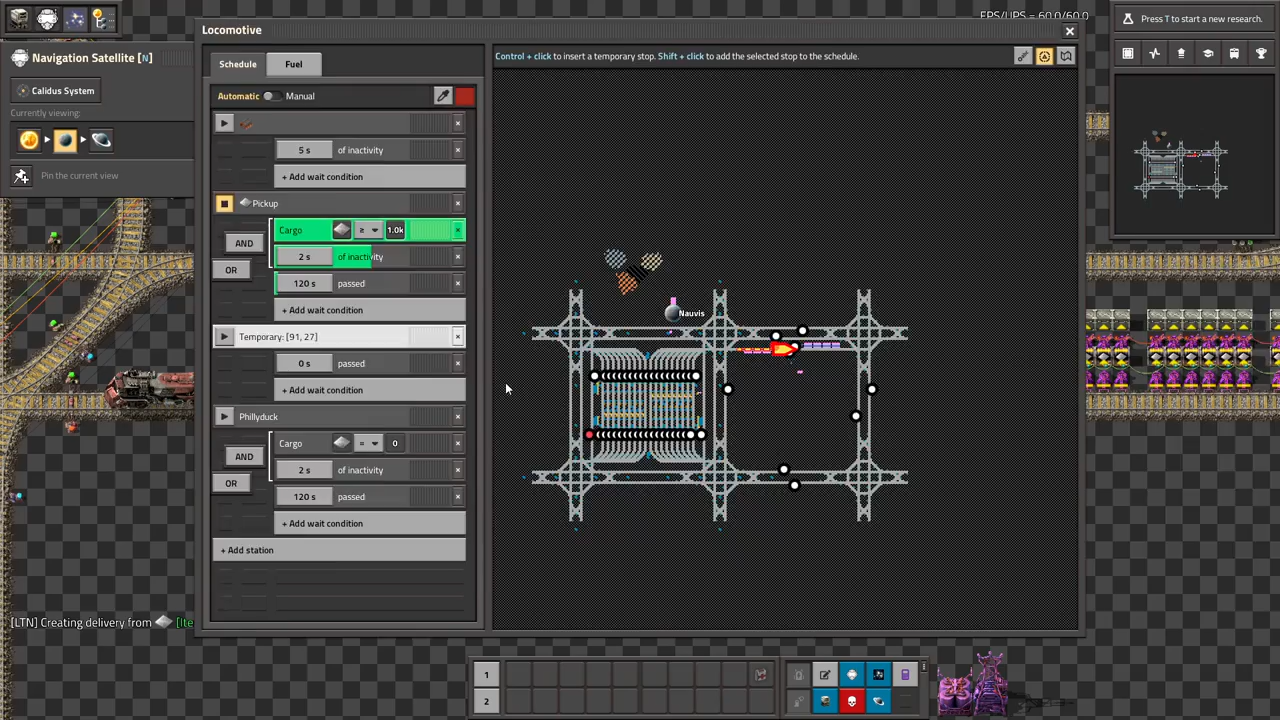 EPS/UPS = 60.0/60.0
Locomotive
Press T to start a new research.
Navigation Satellite [N]
Schedule
Fuel
Control + click to insert a temporary stop. Shift + click to add the selected stop to the schedule.
Calidus System
Automatic
Manual
Currently viewing:
5 s of inactivity
+ Add wait condition
Pin the current view
Pickup
Cargo ≥ 1.0k
AND
2 s of inactivity
OR
120 s passed
+ Add wait condition
Nauvis
Temporary: [91, 27]
0 s passed
+ Add wait condition
Phillyduck
Cargo = 0
AND
2 s of inactivity
OR
120 s passed
+ Add wait condition
+ Add station
[LTN] Creating delivery from [Ite
1
2